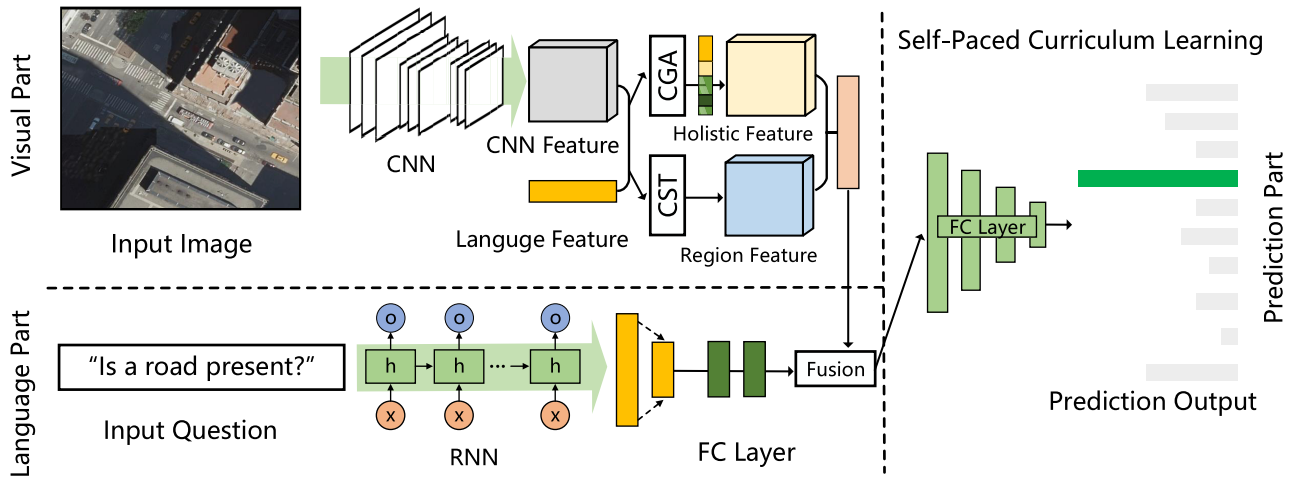 Visual Part
Input Image
CNN
CNN Feature
Languge Feature
CGA
CST
Holistic Feature
Region Feature
Language Part
“Is a road present?”
Input Question
o
o
o
h
h
...
h
x
x
x
RNN
FC Layer
Fusion
Self-Paced Curriculum Learning
FC Layer
Prediction Part
Prediction Output